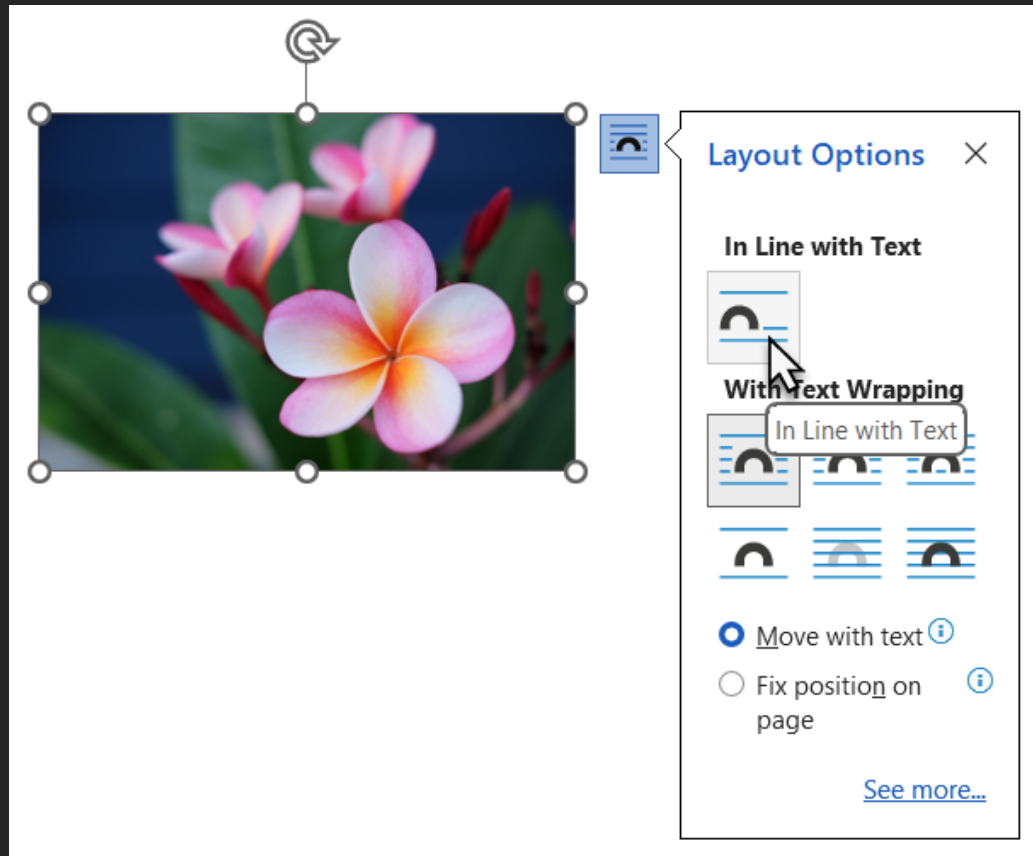 Layout Options
In Line with Text
With Text Wrapping
In Line with Text
Move with text
Fix position on
page
See more...